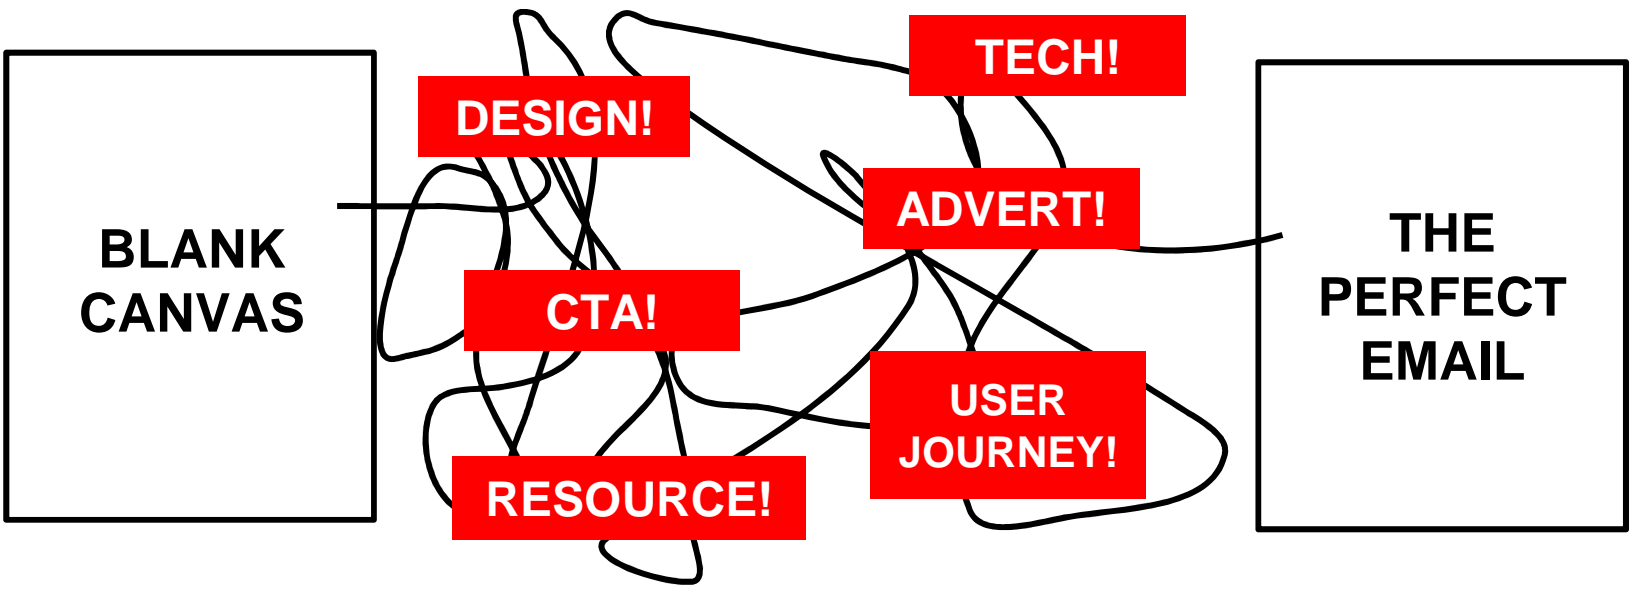 BLANK
CANVAS
DESIGN!
CTA!
RESOURCE!
TECH!
ADVERT!
USER
JOURNEY!
THE
PERFECT
EMAIL